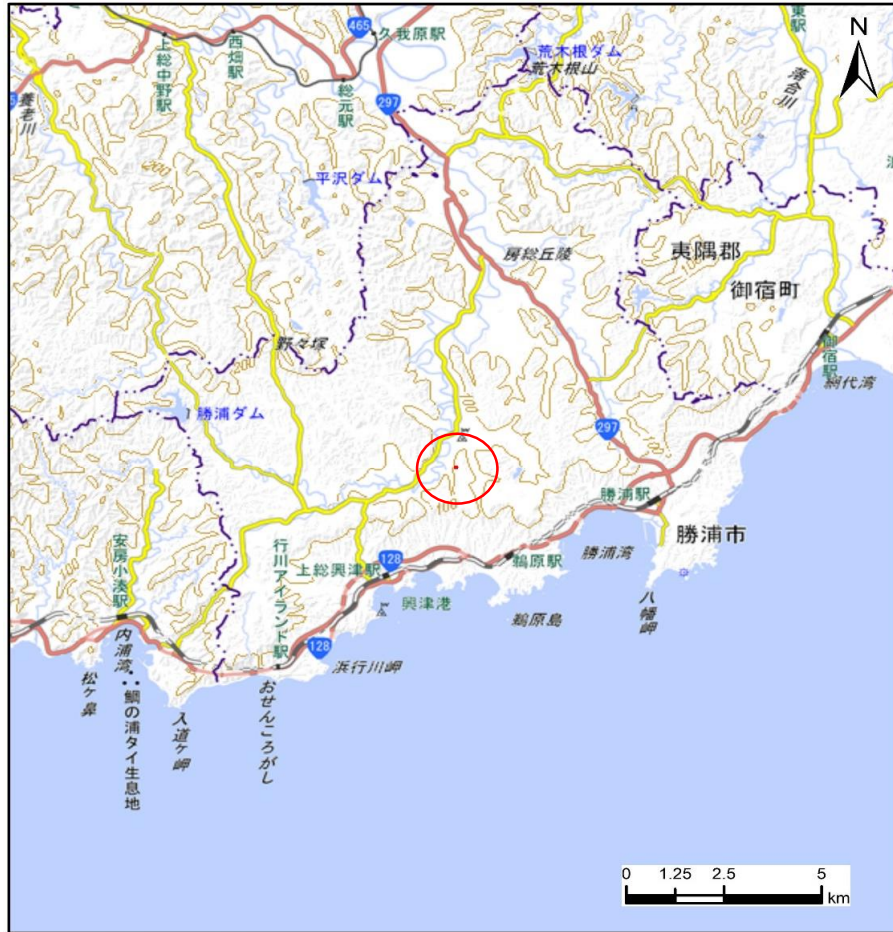 N
465
久我原駅
上総中野駅
西畑駅
総元駅
荒木根ダム
荒木根山
落合川
養老川
297
200
平沢ダム
房総丘陵
夷隅郡
御宿町
野々塚
御宿駅
網代湾
勝浦ダム
297
勝浦駅
勝浦市
100
安房小湊駅
行川アイランド駅
上総興津駅
128
鵜原駅
勝浦湾
興津港
鵜原島
八幡岬
内浦湾
128
浜行川岬
松ヶ鼻
鯛の浦タイ生息地
入道ヶ岬
おせんころがし
0 1.25 2.5 5
km